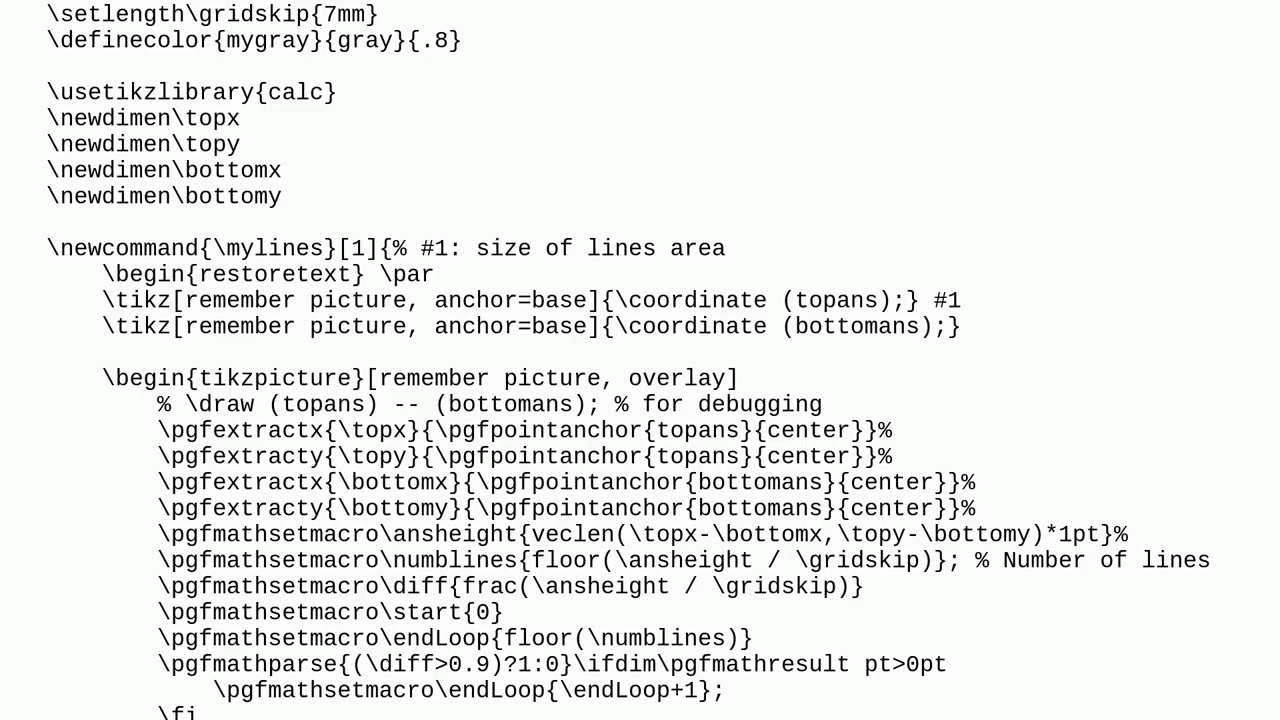 \setlength\gridskip{7mm}
\definecolor{mygray}{gray}{.8}
\usetikzlibrary{calc}
\newdimen\topx
\newdimen\topy
\newdimen\bottomx
\newdimen\bottomy
\newcommand{\mylines}[1]{% #1: size of lines area
\begin{restoretext} \par
\tikz[remember picture, anchor=base]{\coordinate (topans);} #1
\tikz[remember picture, anchor=base]{\coordinate (bottomans);}
\begin{tikzpicture}[remember picture, overlay]
% \draw (topans) -- (bottomans); % for debugging
\pgfextractx{\topx}{\pgfpointanchor{topans}{center}}%
\pgfextracty{\topy}{\pgfpointanchor{topans}{center}}%
\pgfextractx{\bottomx}{\pgfpointanchor{bottomans}{center}}%
\pgfextracty{\bottomy}{\pgfpointanchor{bottomans}{center}}%
\pgfmathsetmacro\ansheight{veclen(\topx-\bottomx,\topy-\bottomy)*1pt}%
\pgfmathsetmacro\numblines{floor(\ansheight / \gridskip)}; % Number of lines
\pgfmathsetmacro\diff{frac(\ansheight / \gridskip)}
\pgfmathsetmacro\start{0}
\pgfmathsetmacro\endLoop{floor(\numblines)}
\pgfmathparse{(\diff>0.9)?1:0}\ifdim\pgfmathresult pt>0pt
\pgfmathsetmacro\endLoop{\endLoop+1};
\fi